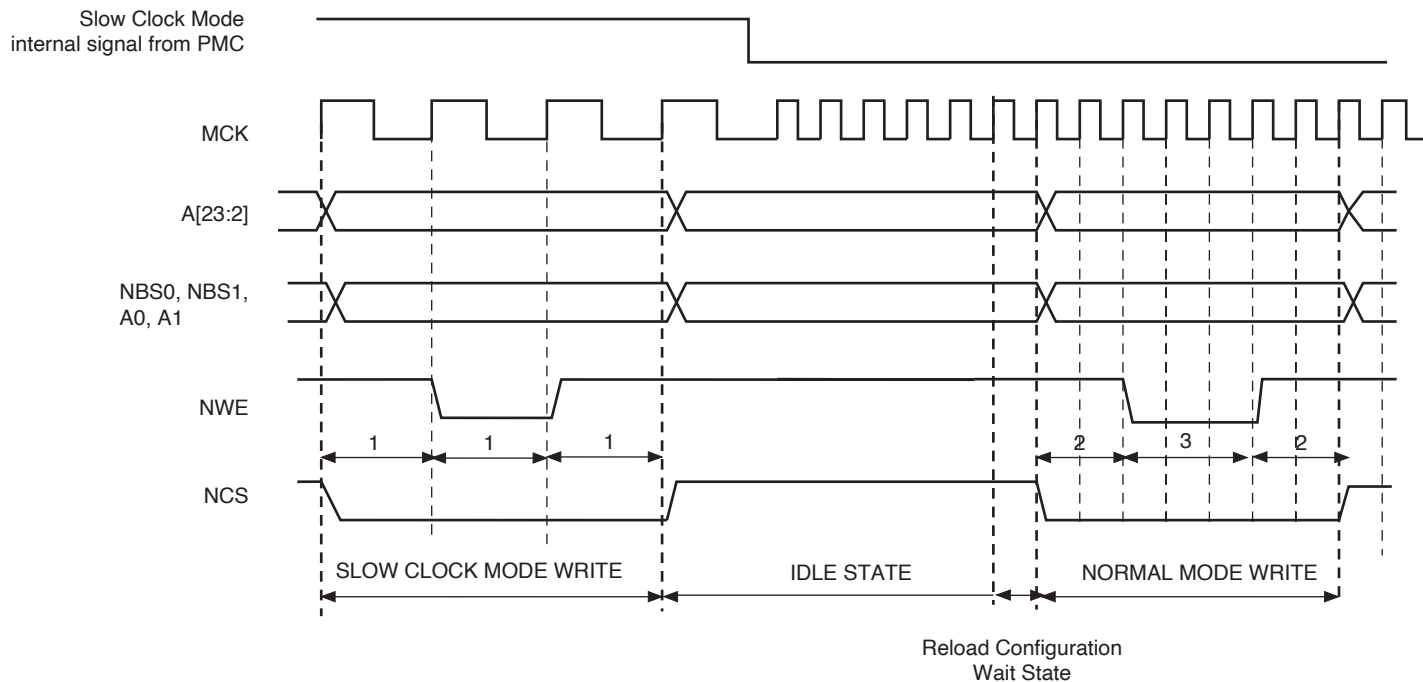 Slow Clock Mode
internal signal from PMC
MCK
A[23:2]
NBS0, NBS1,
A0, A1
NWE
1 1 1 2 3 2
NCS
SLOW CLOCK MODE WRITE IDLE STATE NORMAL MODE WRITE
Reload Configuration
Wait State